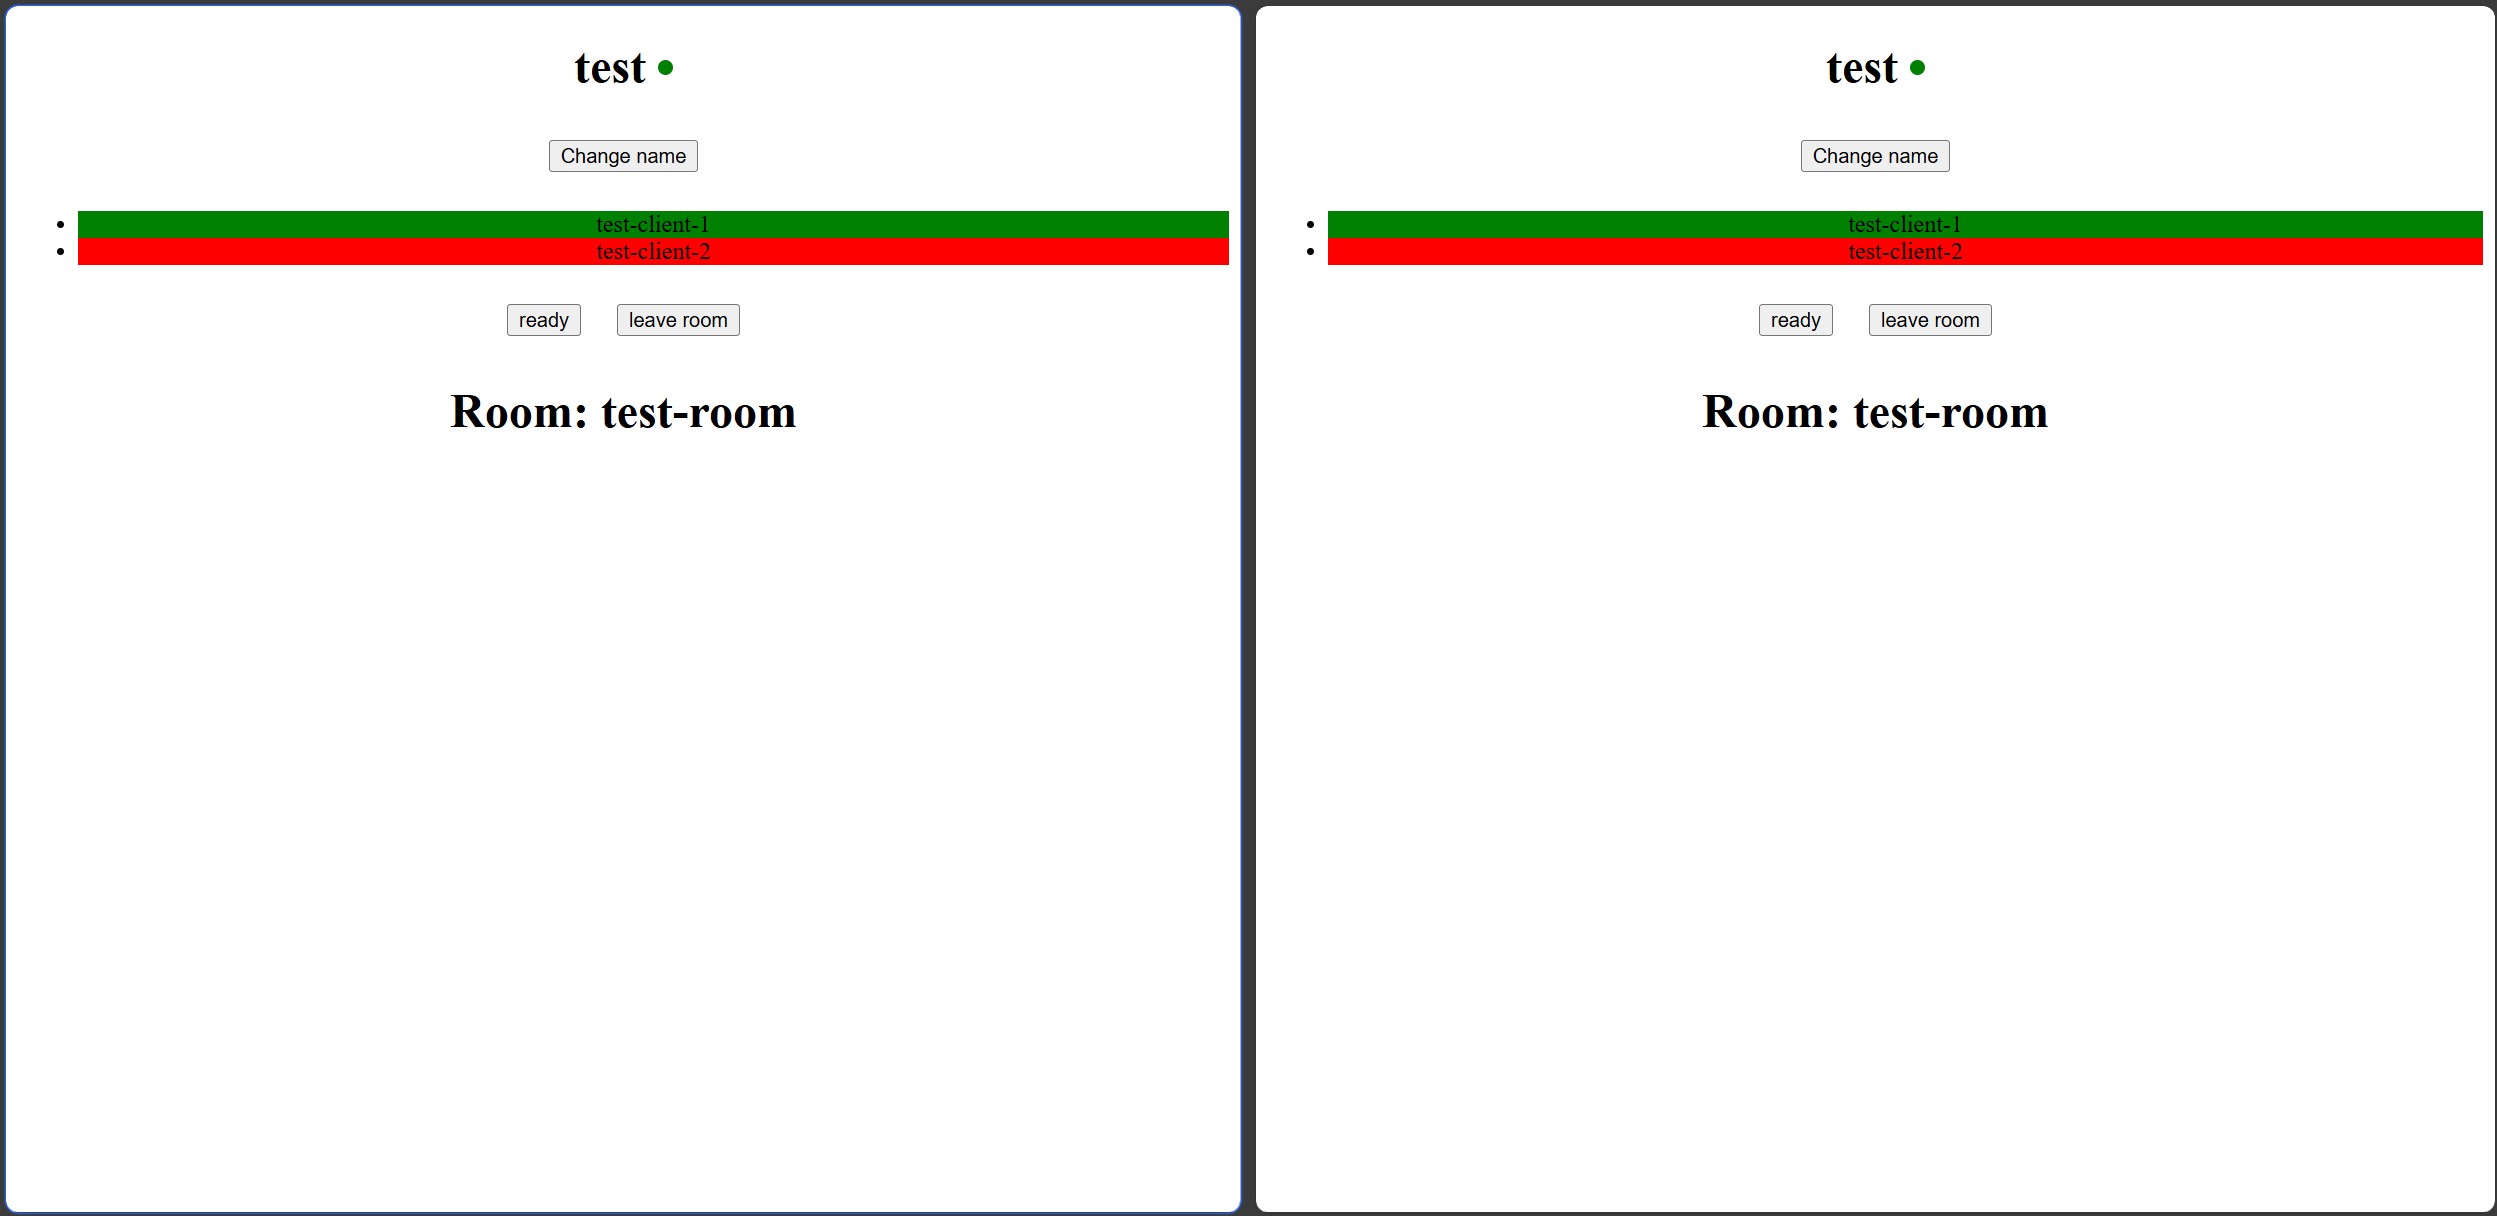 test
Change name
test-client-1
test-client-2
ready leave room
Room: test-room
test
Change name
test-client-1
test-client-2
ready leave room
Room: test-room